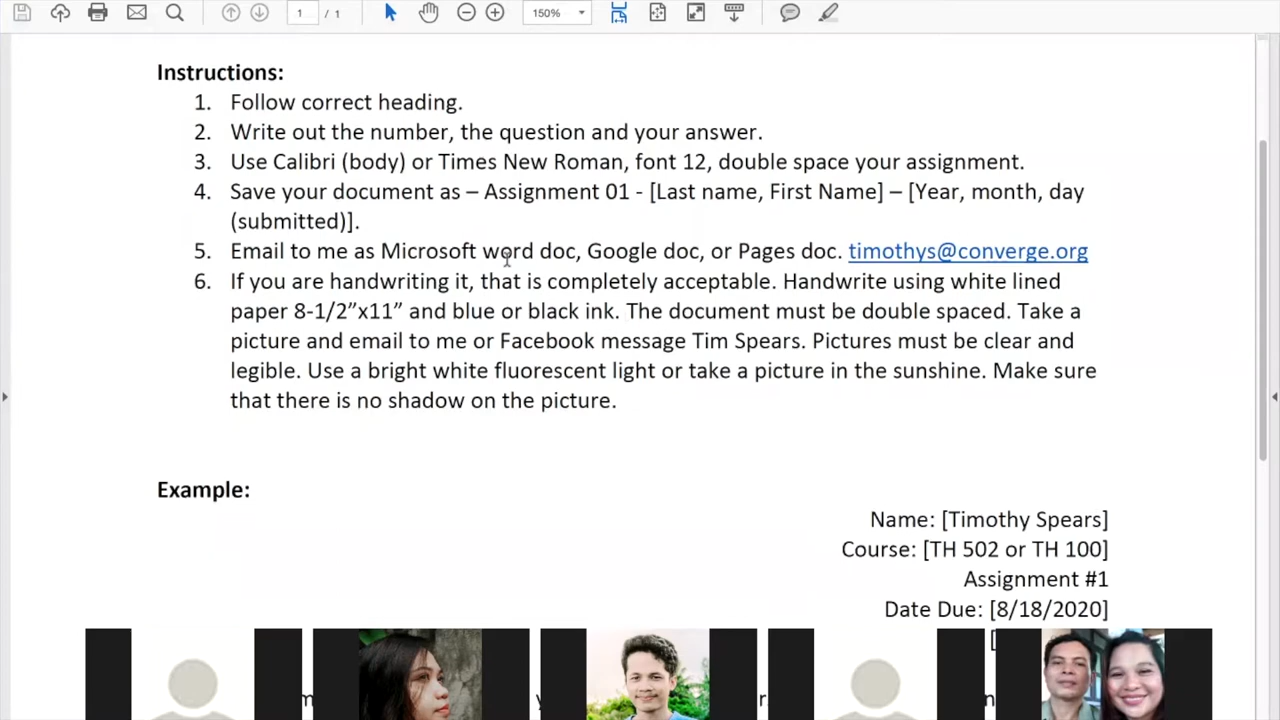 1 / 1
150%
Instructions:
1. Follow correct heading.
2. Write out the number, the question and your answer.
3. Use Calibri (body) or Times New Roman, font 12, double space your assignment.
4. Save your document as – Assignment 01 - [Last name, First Name] – [Year, month, day
(submitted)].
5. Email to me as Microsoft word doc, Google doc, or Pages doc. timothys@converge.org
6. If you are handwriting it, that is completely acceptable. Handwrite using white lined
paper 8-1/2”x11” and blue or black ink. The document must be double spaced. Take a
picture and email to me or Facebook message Tim Spears. Pictures must be clear and
legible. Use a bright white fluorescent light or take a picture in the sunshine. Make sure
that there is no shadow on the picture.
Example:
Name: [Timothy Spears]
Course: [TH 502 or TH 100]
Assignment #1
Date Due: [8/18/2020]